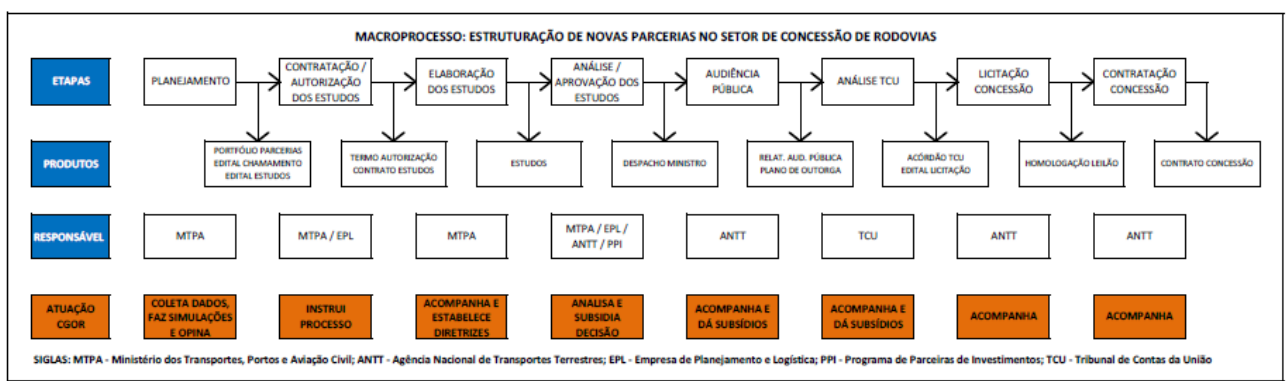 MACROPROCESSO: ESTRUTURAÇÃO DE NOVAS PARCERIAS NO SETOR DE CONCESSÃO DE RODOVIAS
ETAPAS
PLANEJAMENTO
CONTRATAÇÃO /
AUTORIZAÇÃO
DOS ESTUDOS
ELABORAÇÃO
DOS ESTUDOS
ANÁLISE /
APROVAÇÃO DOS
ESTUDOS
AUDIÊNCIA
PÚBLICA
ANÁLISE TCU
LICITAÇÃO
CONCESSÃO
CONTRATAÇÃO
CONCESSÃO
PRODUTOS
PORTFÓLIO PARCERIAS
EDITAL CHAMAMENTO
EDITAL ESTUDOS
TERMO AUTORIZAÇÃO
CONTRATO ESTUDOS
ESTUDOS
DESPACHO MINISTRO
RELAT. AUD. PÚBLICA
PLANO DE OUTORGA
ACÓRDÃO TCU
EDITAL LICITAÇÃO
HOMOLOGAÇÃO LEILÃO
CONTRATO CONCESSÃO
RESPONSÁVEL
MTPA
MTPA / EPL
MTPA
MTPA / EPL /
ANTT / PPI
ANTT
TCU
ANTT
ANTT
ATUAÇÃO
CGOR
COLETA DADOS,
FAZ SIMULAÇÕES
E OPINA
INSTRUI
PROCESSO
ACOMPANHA E
ESTABELECE
DIRETRIZES
ANALISA E
SUBSIDIA
DECISÃO
ACOMPANHA E
DÁ SUBSÍDIOS
ACOMPANHA E
DÁ SUBSÍDIOS
ACOMPANHA
ACOMPANHA
SIGLAS: MTPA - Ministério dos Transportes, Portos e Aviação Civil; ANTT - Agência Nacional de Transportes Terrestres; EPL - Empresa de Planejamento e Logística; PPI - Programa de Parceiras de Investimentos; TCU - Tribunal de Contas da União